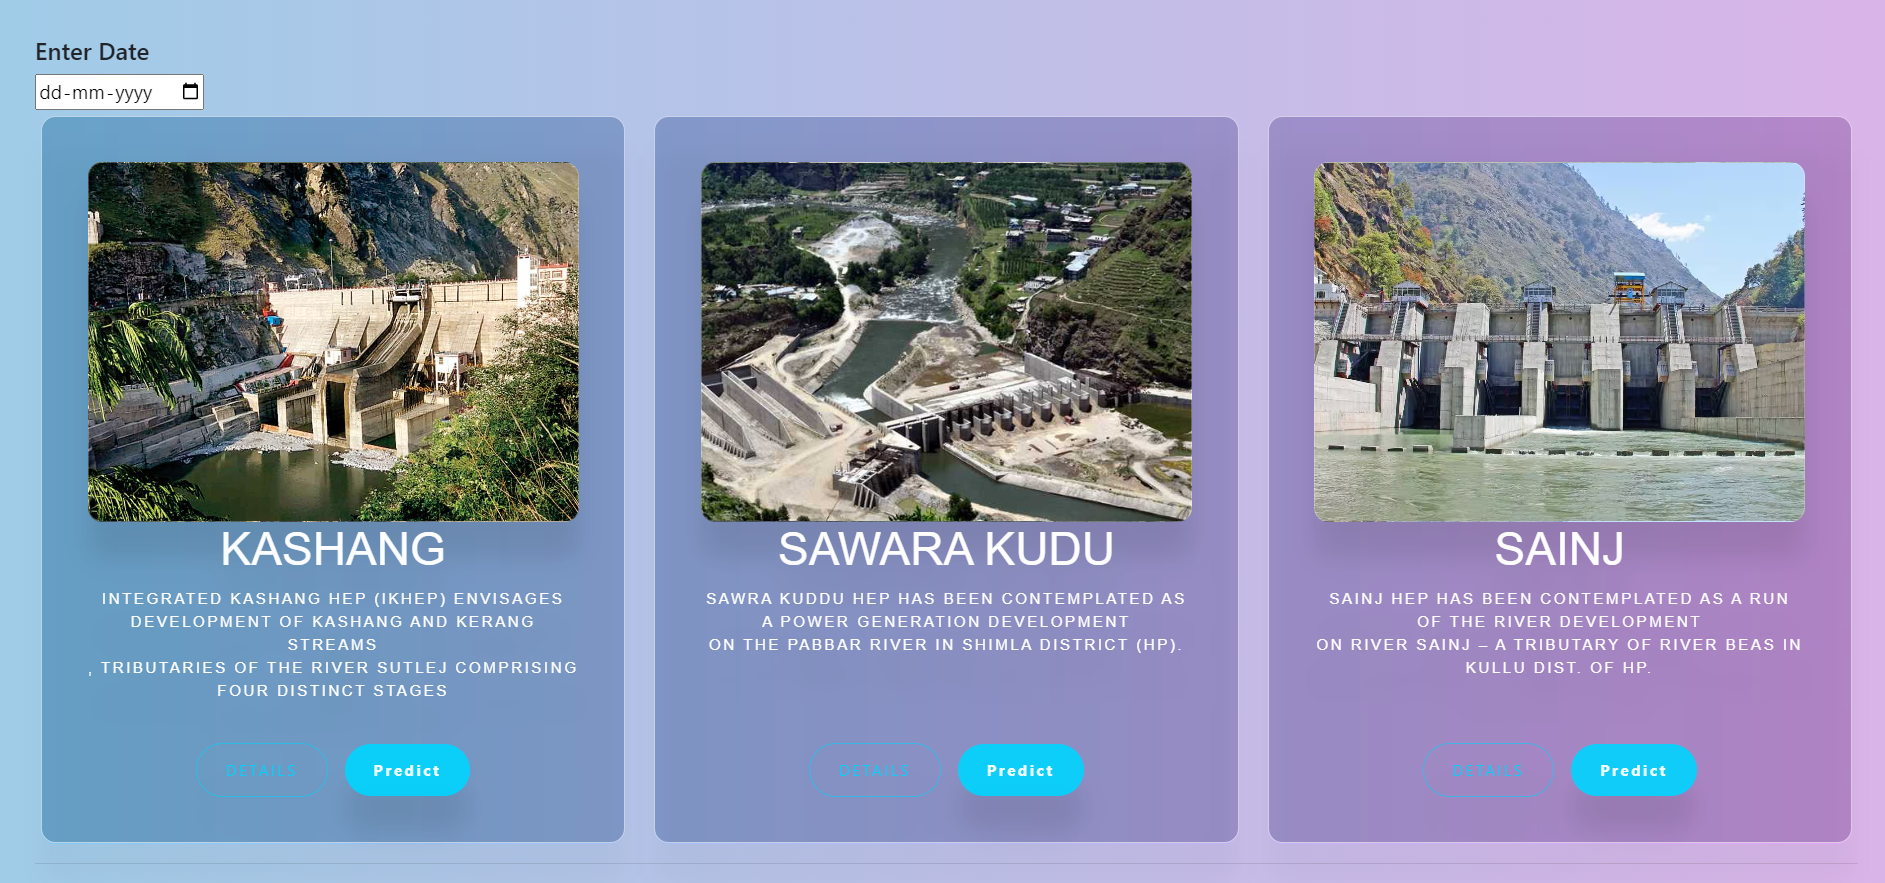 Enter Date
dd-mm-yyyy
KASHANG
INTEGRATED KASHANG HEP (IKHEP) ENVISAGES
DEVELOPMENT OF KASHANG AND KERANG
STREAMS
, TRIBUTARIES OF THE RIVER SUTLEJ COMPRISING
FOUR DISTINCT STAGES
DETAILS
Predict
SAWARA KUDU
SAWRA KUDDU HEP HAS BEEN CONTEMPLATED AS
A POWER GENERATION DEVELOPMENT
ON THE PABBAR RIVER IN SHIMLA DISTRICT (HP).
DETAILS
Predict
SAINJ
SAINJ HEP HAS BEEN CONTEMPLATED AS A RUN
OF THE RIVER DEVELOPMENT
ON RIVER SAINJ – A TRIBUTARY OF RIVER BEAS IN
KULLU DIST. OF HP.
DETAILS
Predict